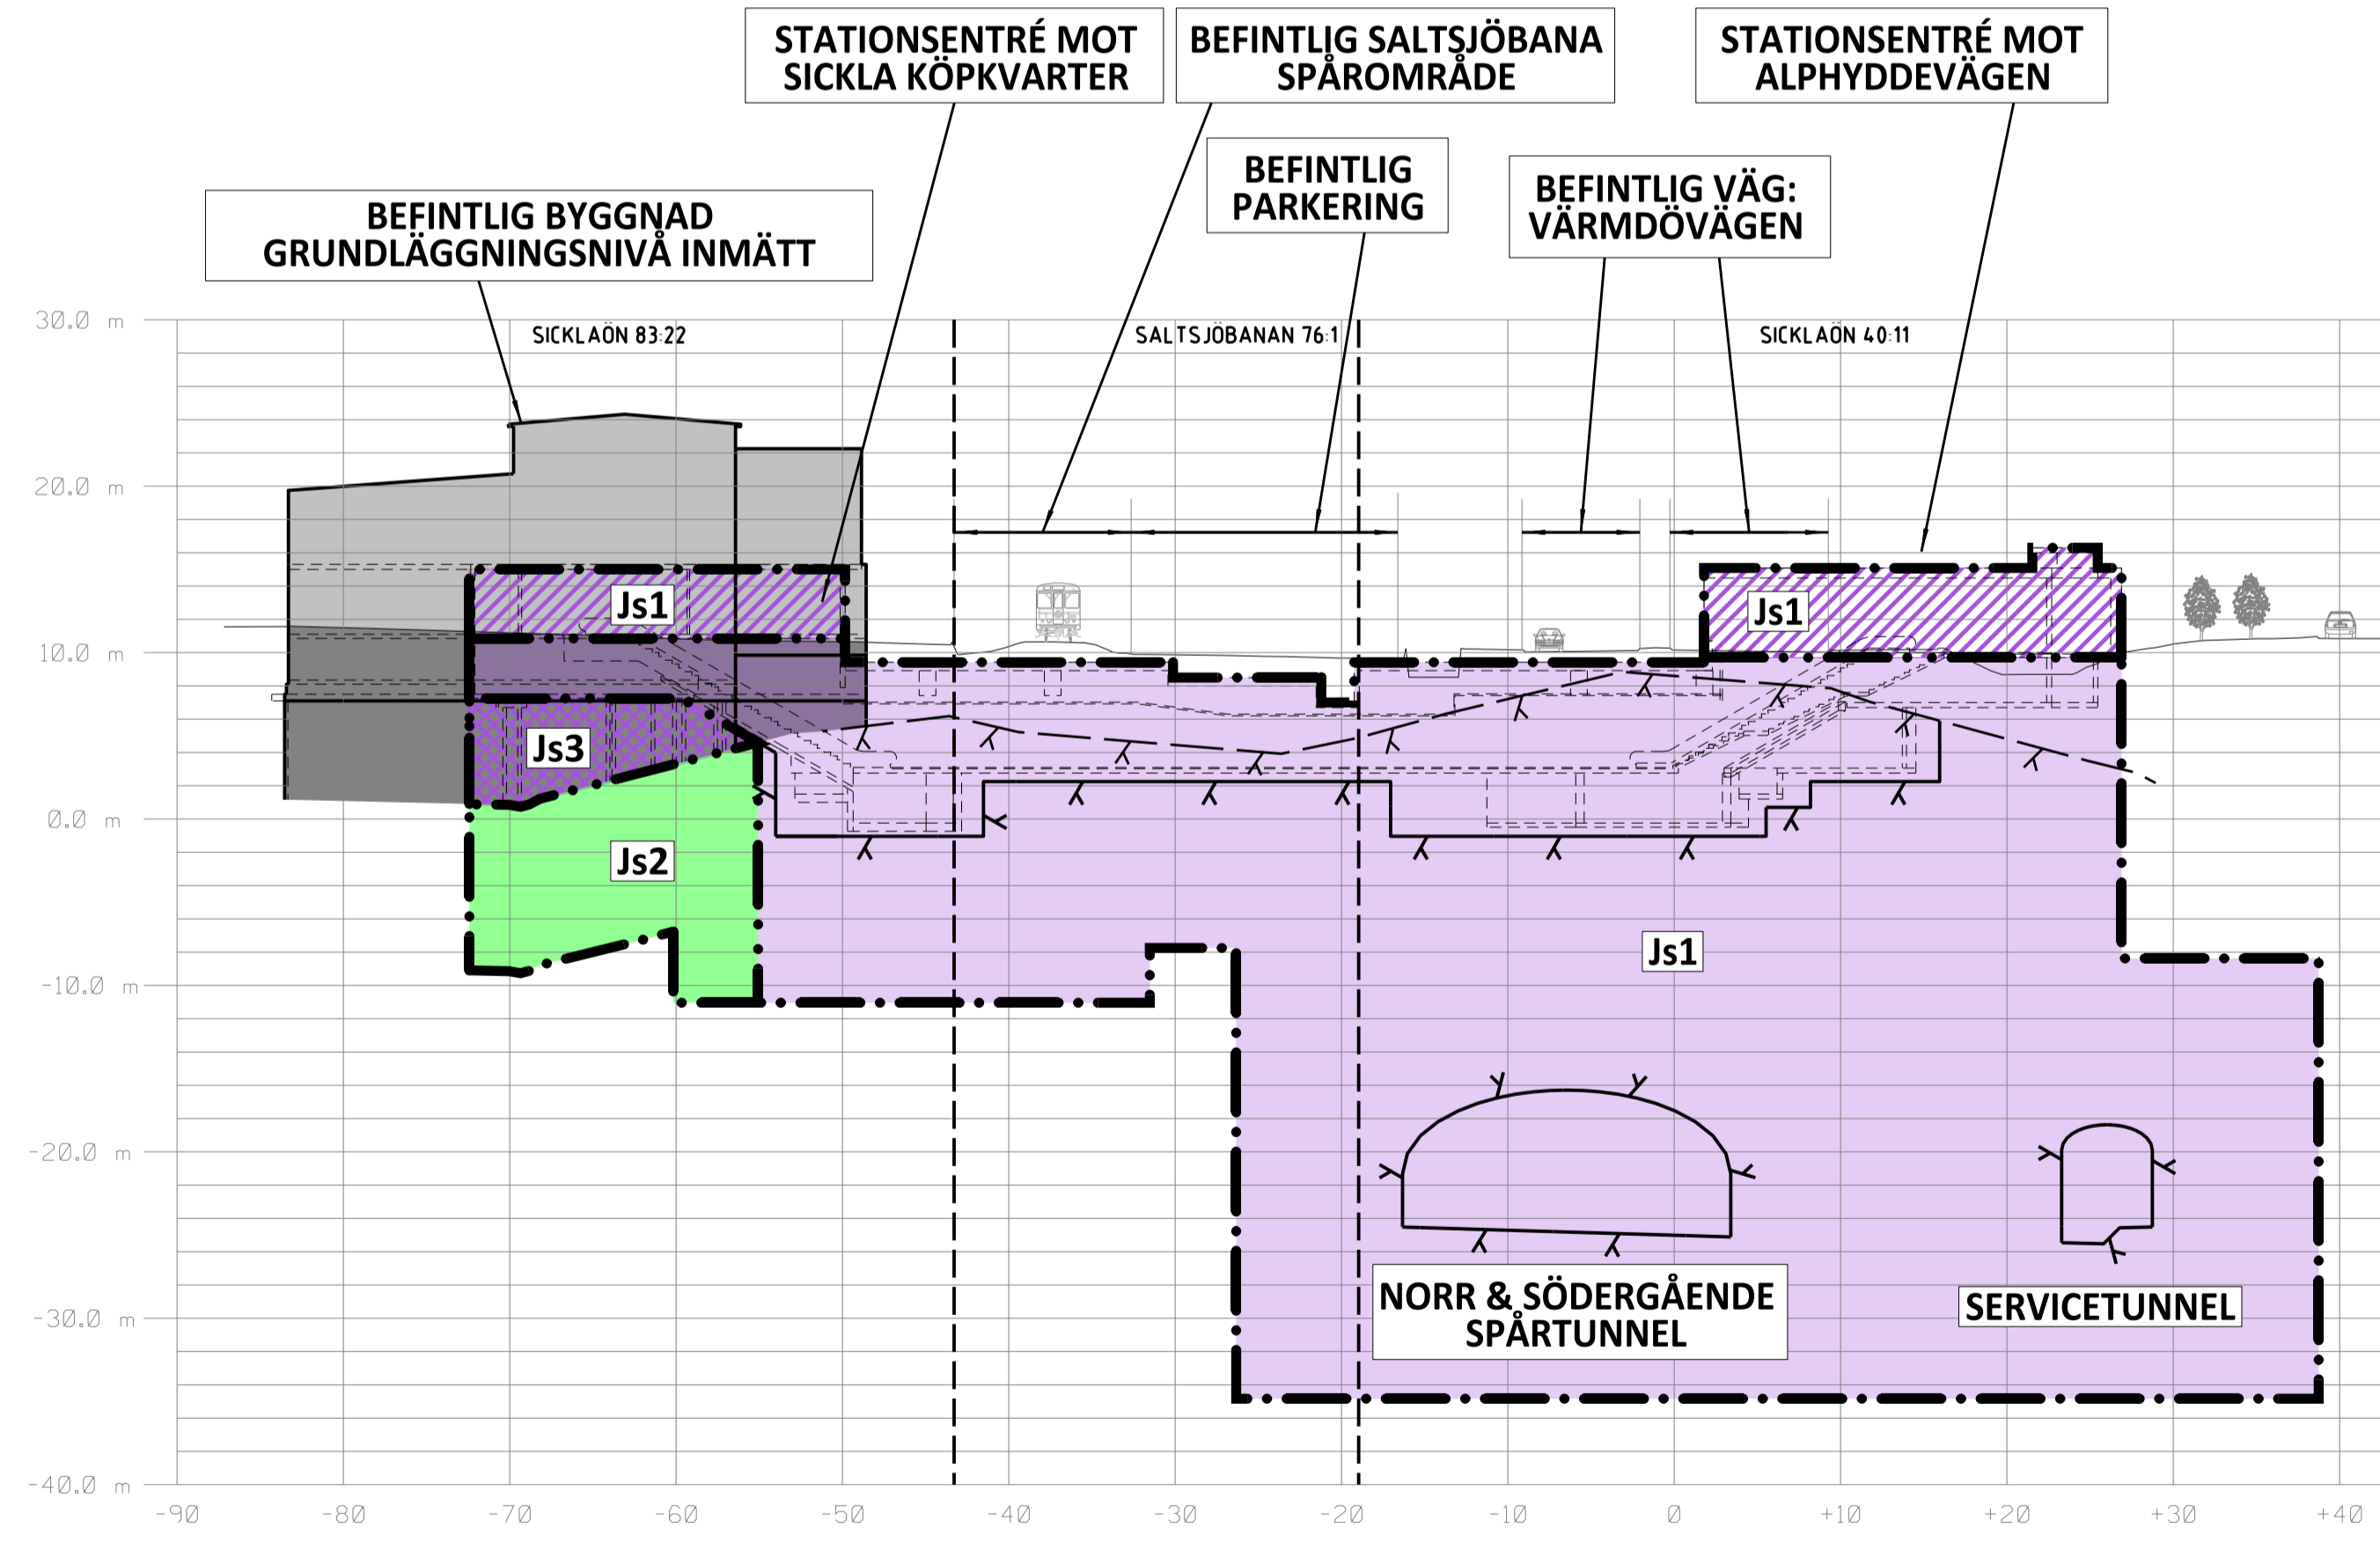 STATIONSENTRÉ MOT
SICKLA KÖPKVARTER
BEFINTLIG SALTSJÖBANA
SPÅROMRÅDE
STATIONSENTRÉ MOT
ALPHYDDEVÄGEN
BEFINTLIG
PARKERING
BEFINTLIG VÄG:
VÄRMDÖVÄGEN
BEFINTLIG BYGGNAD
GRUNDLÄGGNINGSNIVÅ INMÄTT
30.0 m
SICKLAÖN 83:22
SALTSJÖBANAN 76:1
SICKLAÖN 40:11
20.0 m
Js1
Js1
10.0 m
Js3
0.0 m
Js2
Js1
-10.0 m
-20.0 m
NORR & SÖDERGÅENDE
SPÅRTUNNEL
SERVICETUNNEL
-30.0 m
-40.0 m
-90 -80 -70 -60 -50 -40 -30 -20 -10 0 +10 +20 +30 +40